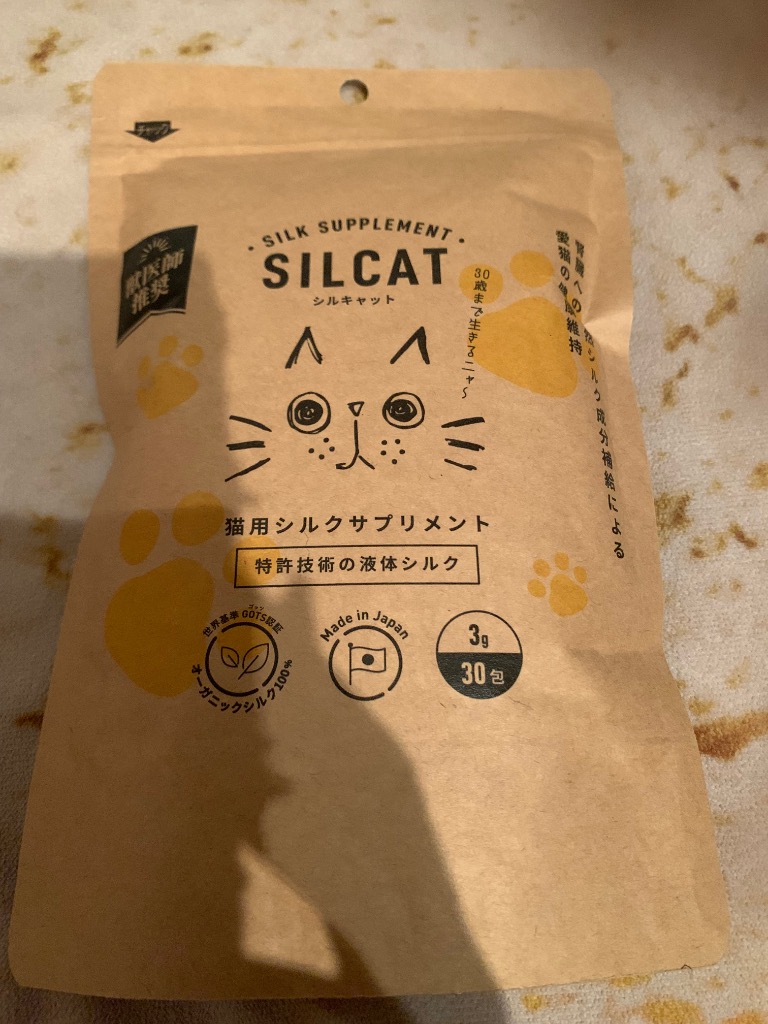 チャック
獣医師
推奨
・SILK SUPPLEMENT・
SILCAT
シルキャット
30歳まで生きるニャ〜
腎臓への天然シルク成分補給による
愛猫の健康維持
猫用シルクサプリメント
特許技術の液体シルク
ゴッツ
世界基準GOTS認証
オーガニックシルク100%
Made in Japan
3g
30包